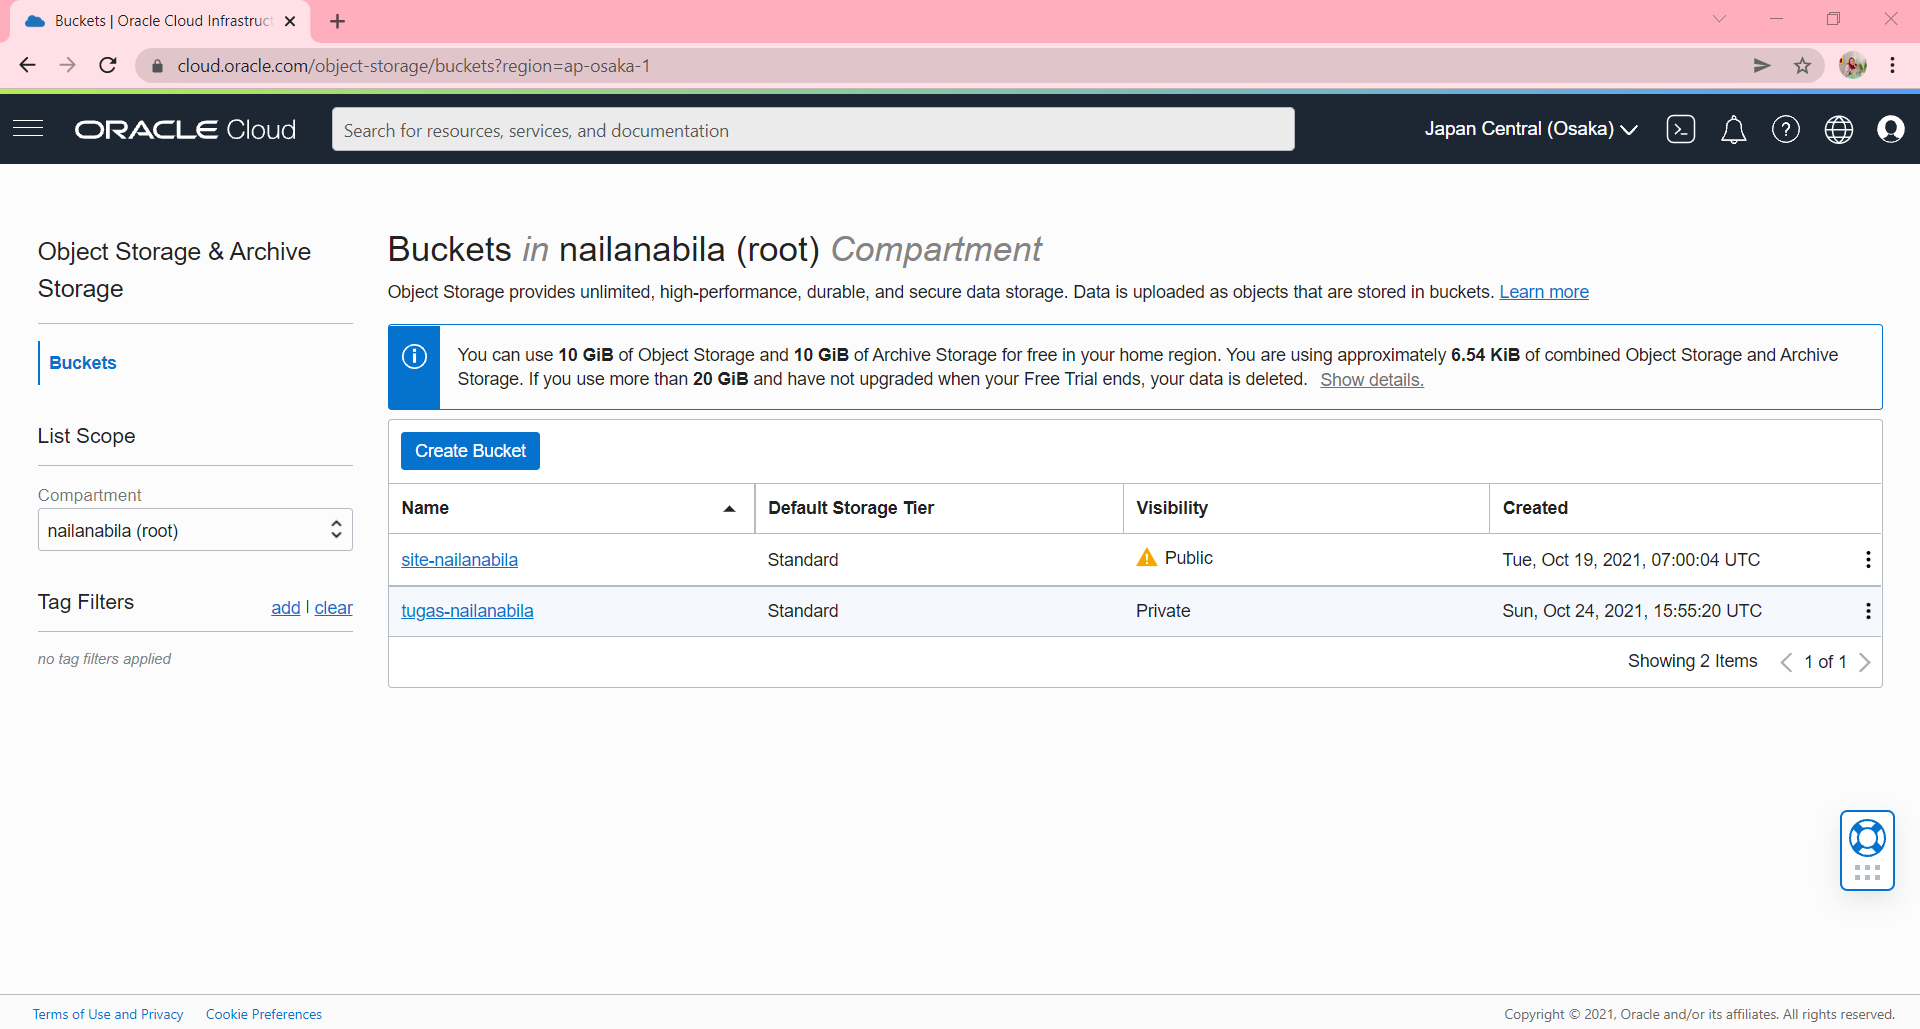 Buckets | Oracle Cloud Infrastruct
cloud.oracle.com/object-storage/buckets?region=ap-osaka-1
ORACLE Cloud
Search for resources, services, and documentation
Japan Central (Osaka)
Object Storage & Archive
Storage
Buckets
List Scope
Compartment
nailanabila (root)
Tag Filters
add | clear
no tag filters applied
Buckets in nailanabila (root) Compartment
Object Storage provides unlimited, high-performance, durable, and secure data storage. Data is uploaded as objects that are stored in buckets. Learn more
You can use 10 GiB of Object Storage and 10 GiB of Archive Storage for free in your home region. You are using approximately 6.54 KiB of combined Object Storage and Archive
Storage. If you use more than 20 GiB and have not upgraded when your Free Trial ends, your data is deleted. Show details.
Create Bucket
Name Default Storage Tier Visibility Created
site-nailanabila Standard Public Tue, Oct 19, 2021, 07:00:04 UTC
tugas-nailanabila Standard Private Sun, Oct 24, 2021, 15:55:20 UTC
Showing 2 Items 1 of 1
Terms of Use and Privacy Cookie Preferences
Copyright © 2021, Oracle and/or its affiliates. All rights reserved.